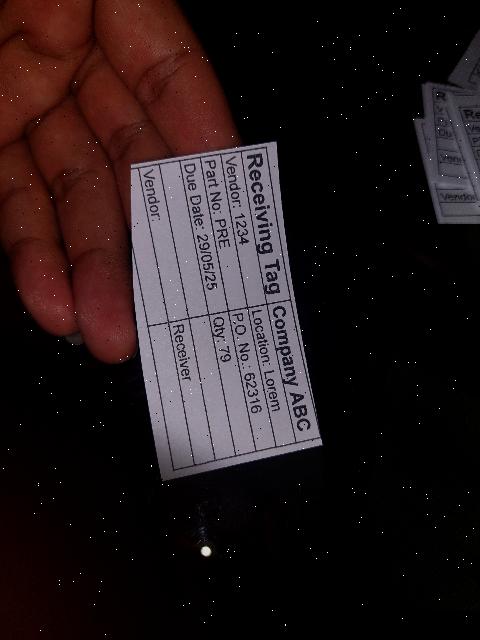 Receiving Tag Company ABC
Vendor: 1234 Location: Lorem
Part No: PRE P.O. No.: 62316
Due Date: 29/05/25 Qty: 79
Vendor: Receiver
Vendor
Vendor